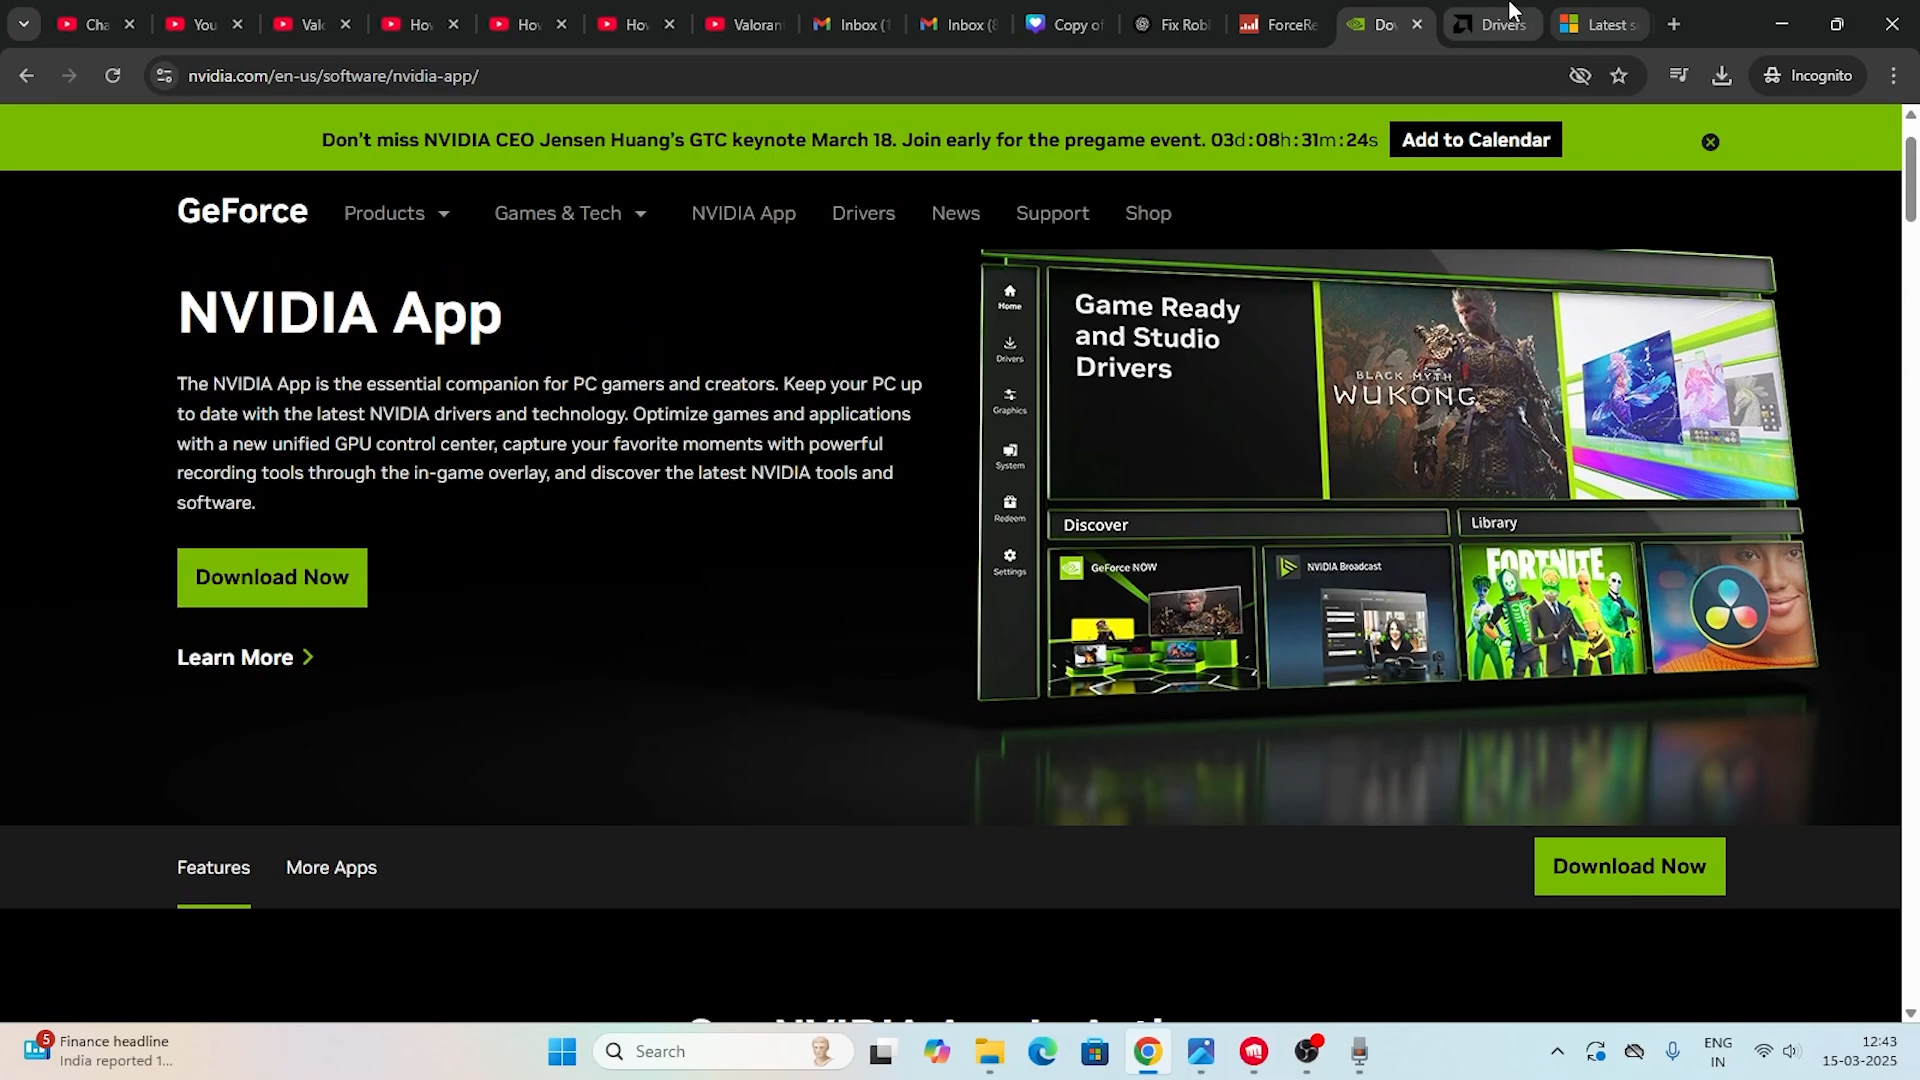 Cha
You
Valo
Hov
Hov
Hov
Valorant
Inbox (1
Inbox (8
Copy of
Fix Robl
ForceRe
Dov
Drivers
Latest s
nvidia.com/en-us/software/nvidia-app/
Incognito
Don't miss NVIDIA CEO Jensen Huang's GTC keynote March 18. Join early for the pregame event. 03d:08h:31m:24s
Add to Calendar
GeForce
Products
Games & Tech
NVIDIA App
Drivers
News
Support
Shop
NVIDIA App
The NVIDIA App is the essential companion for PC gamers and creators. Keep your PC up
to date with the latest NVIDIA drivers and technology. Optimize games and applications
with a new unified GPU control center, capture your favorite moments with powerful
recording tools through the in-game overlay, and discover the latest NVIDIA tools and
software.
Download Now
Learn More
Home
Drivers
Graphics
System
Redeem
Settings
Game Ready
and Studio
Drivers
BLACK MYTH
WUKONG
Discover
Library
GeForce NOW
NVIDIA Broadcast
FORTNITE
Features
More Apps
Download Now
5
Finance headline
India reported 1...
Search
ENG
IN
12:43
15-03-2025